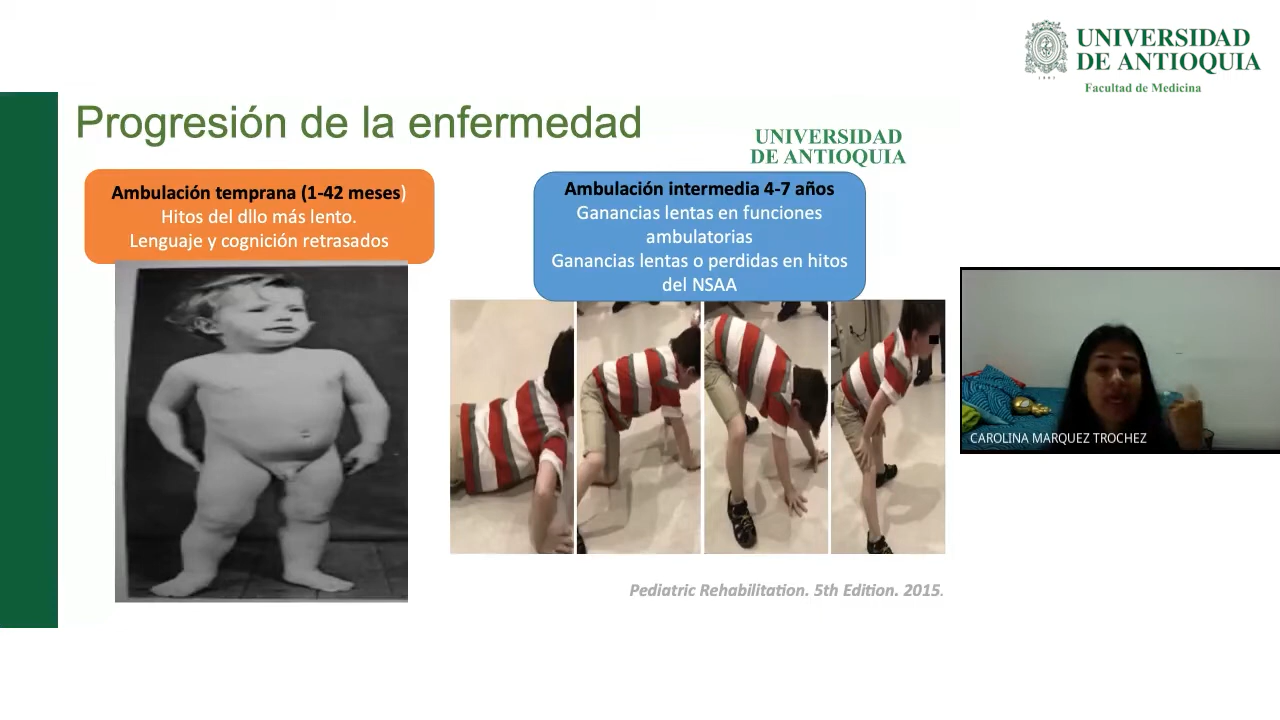 UNIVERSIDAD
DE ANTIOQUIA
Facultad de Medicina
Progresión de la enfermedad
UNIVERSIDAD
DE ANTIOQUIA
Ambulación temprana (1-42 meses)
Hitos del dllo más lento.
Lenguaje y cognición retrasados
Ambulación intermedia 4-7 años
Ganancias lentas en funciones
ambulatorias
Ganancias lentas o perdidas en hitos
del NSAA
CAROLINA MARQUEZ TROCHEZ
Pediatric Rehabilitation. 5th Edition. 2015.